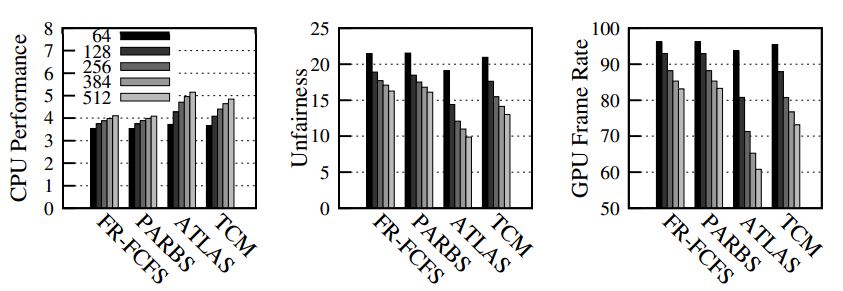 CPU Performance
8
7
6
5
4
3
2
1
0
64
128
256
384
512
FR-FCFS
PARBS
ATLAS
TCM
Unfairness
25
20
15
10
5
0
FR-FCFS
PARBS
ATLAS
TCM
GPU Frame Rate
100
90
80
70
60
50
FR-FCFS
PARBS
ATLAS
TCM